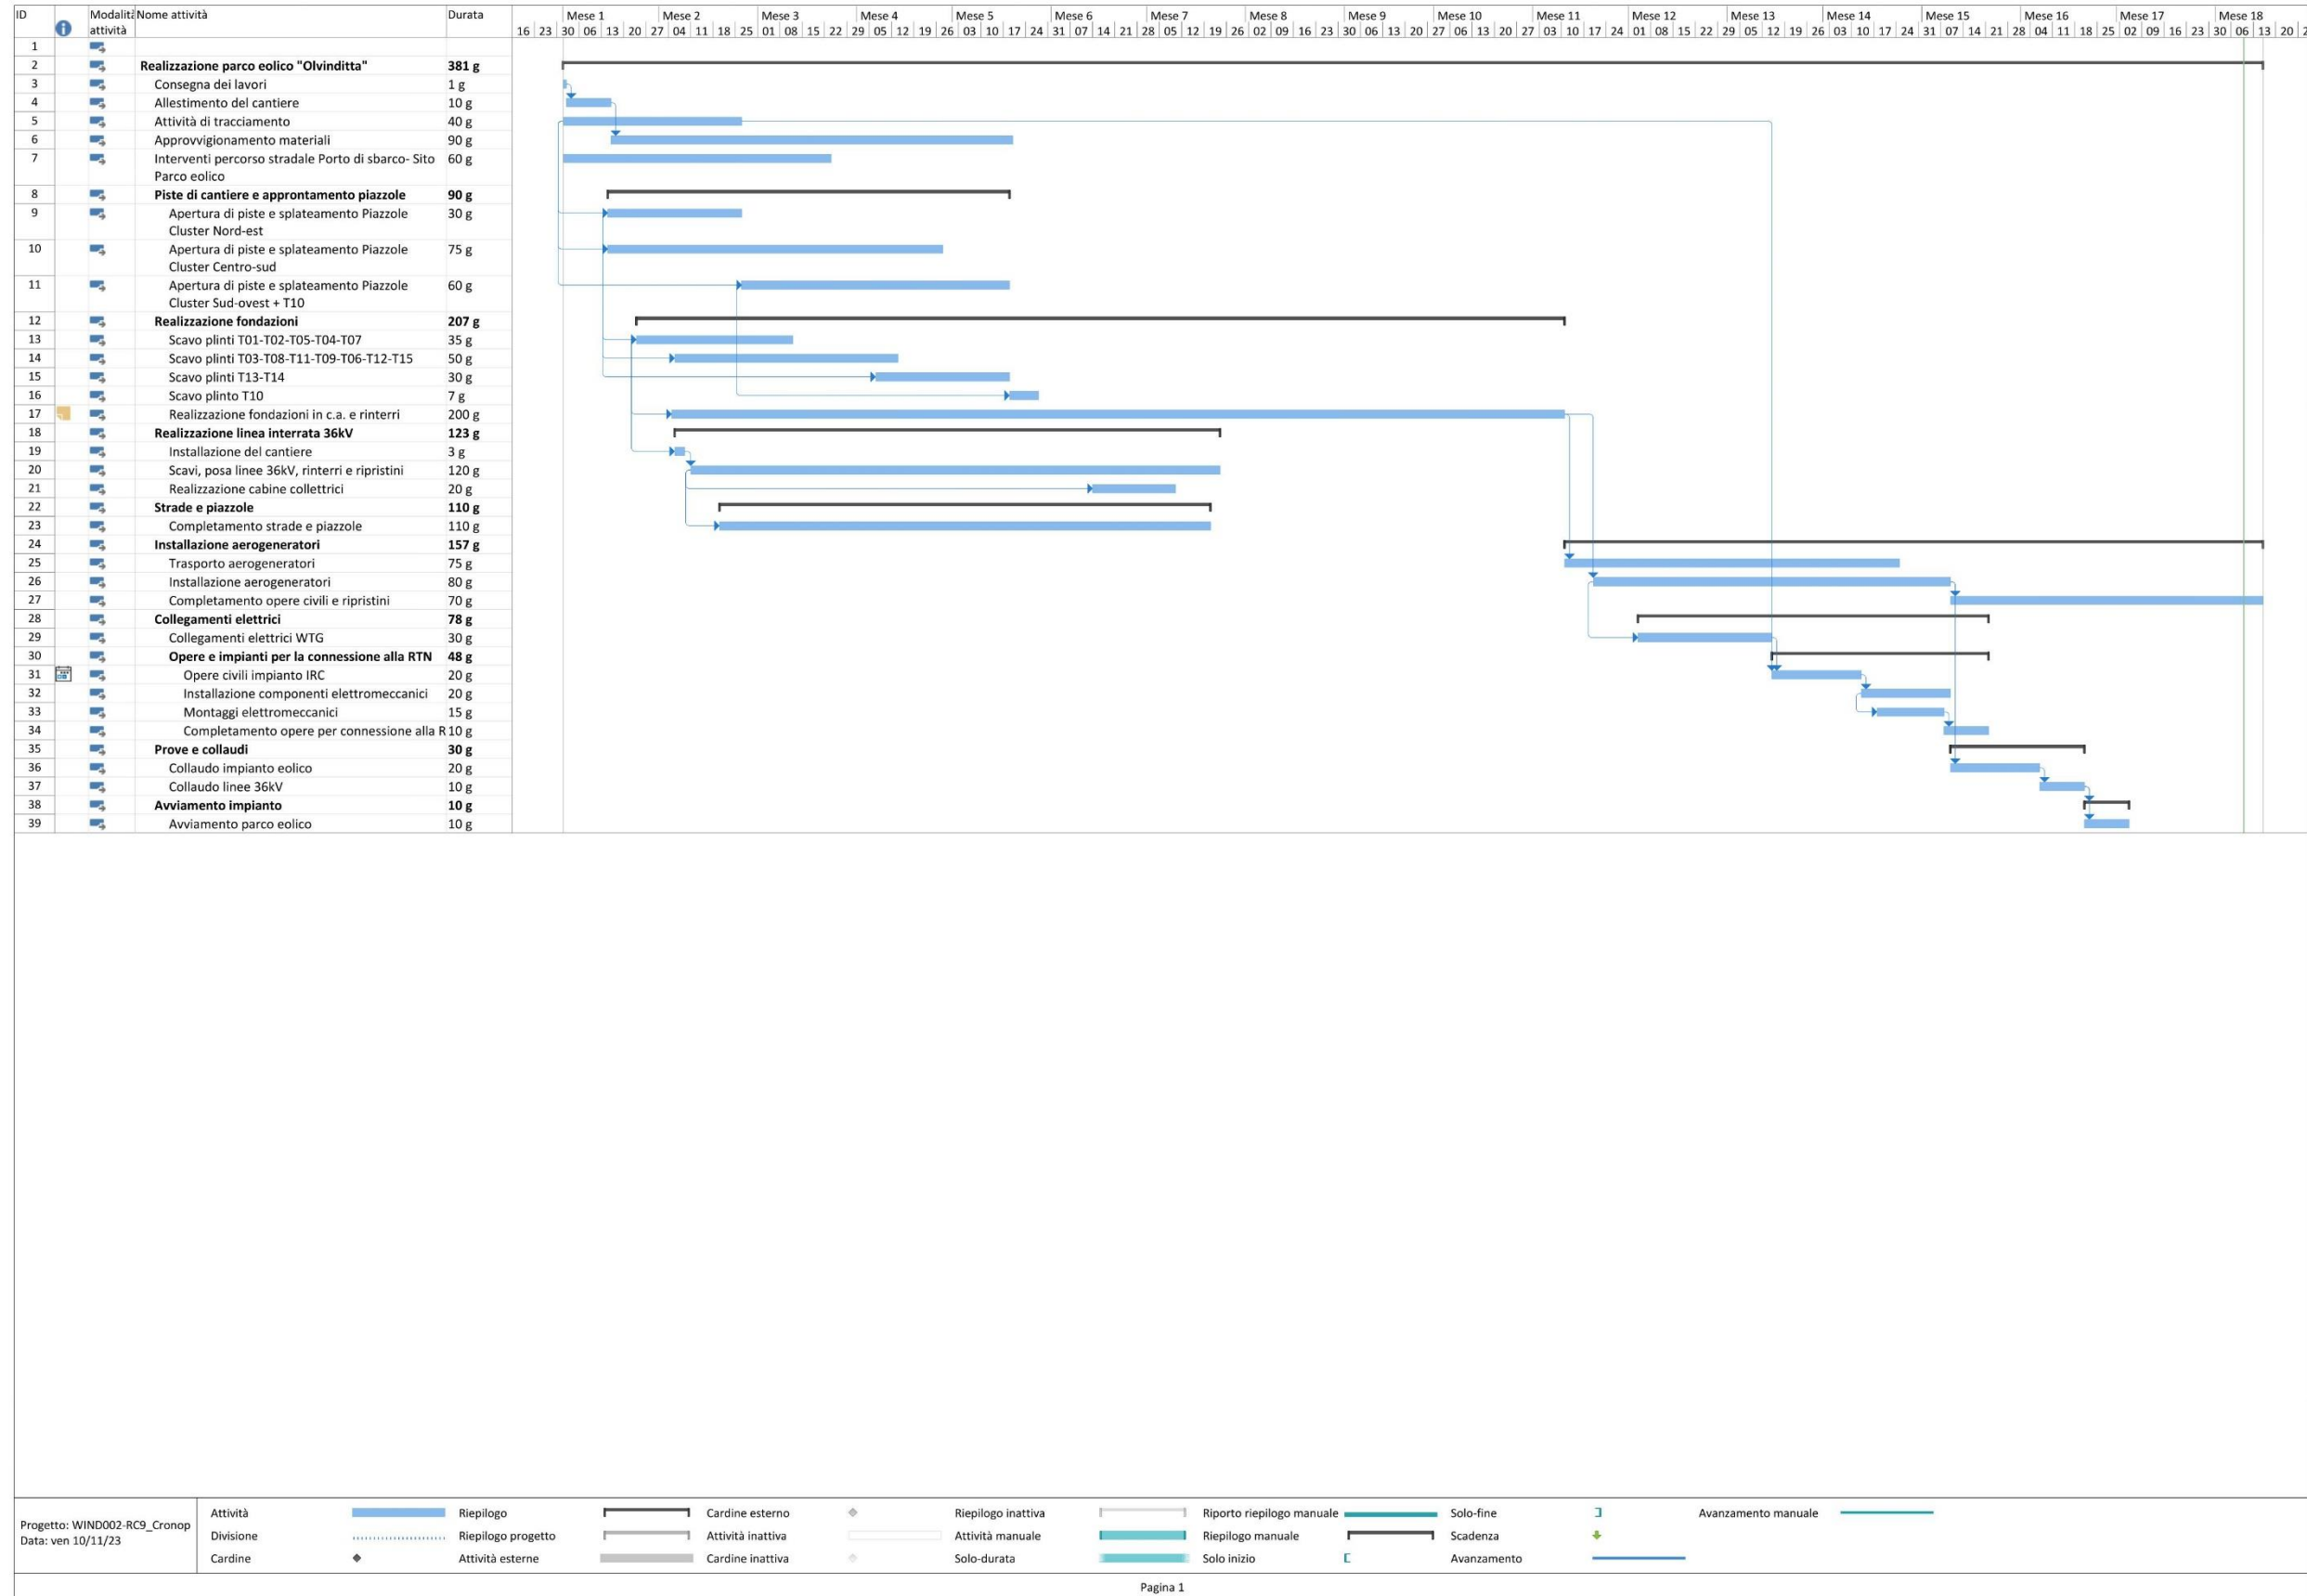 ID Modalità attività Nome attività Durata Mese 1 Mese 2 Mese 3 Mese 4 Mese 5 Mese 6 Mese 7 Mese 8 Mese 9 Mese 10 Mese 11 Mese 12 Mese 13 Mese 14 Mese 15 Mese 16 Mese 17 Mese 18
16 23 30 06 13 20 27 04 11 18 25 01 08 15 22 29 05 12 19 26 03 10 17 24 31 07 14 21 28 05 12 19 26 02 09 16 23 30 06 13 20 27 06 13 20 27 03 10 17 24 01 08 15 22 29 05 12 19 26 03 10 17 24 31 07 14 21 28 04 11 18 25 02 09 16 23 30 06 13 20
1
2 Realizzazione parco eolico "Olvinditta" 381 g
3 Consegna dei lavori 1 g
4 Allestimento del cantiere 10 g
5 Attività di tracciamento 40 g
6 Approvvigionamento materiali 90 g
7 Interventi percorso stradale Porto di sbarco- Sito 60 g
Parco eolico
8 Piste di cantiere e approntamento piazzole 90 g
9 Apertura di piste e splateamento Piazzole 30 g
Cluster Nord-est
10 Apertura di piste e splateamento Piazzole 75 g
Cluster Centro-sud
11 Apertura di piste e splateamento Piazzole 60 g
Cluster Sud-ovest + T10
12 Realizzazione fondazioni 207 g
13 Scavo plinti T01-T02-T05-T04-T07 35 g
14 Scavo plinti T03-T08-T11-T09-T06-T12-T15 50 g
15 Scavo plinti T13-T14 30 g
16 Scavo plinto T10 7 g
17 Realizzazione fondazioni in c.a. e rinterri 200 g
18 Realizzazione linea interrata 36kV 123 g
19 Installazione del cantiere 3 g
20 Scavi, posa linee 36kV, rinterri e ripristini 120 g
21 Realizzazione cabine collettrici 20 g
22 Strade e piazzole 110 g
23 Completamento strade e piazzole 110 g
24 Installazione aerogeneratori 157 g
25 Trasporto aerogeneratori 75 g
26 Installazione aerogeneratori 80 g
27 Completamento opere civili e ripristini 70 g
28 Collegamenti elettrici 78 g
29 Collegamenti elettrici WTG 30 g
30 Opere e impianti per la connessione alla RTN 48 g
31 Opere civili impianto IRC 20 g
32 Installazione componenti elettromeccanici 20 g
33 Montaggi elettromeccanici 15 g
34 Completamento opere per connessione alla R 10 g
35 Prove e collaudi 30 g
36 Collaudo impianto eolico 20 g
37 Collaudo linee 36kV 10 g
38 Avviamento impianto 10 g
39 Avviamento parco eolico 10 g
Progetto: WIND002-RC9_Cronop
Data: ven 10/11/23
Attività Riepilogo Cardine esterno Riepilogo inattiva Riporto riepilogo manuale Solo-fine Avanzamento manuale
Divisione Riepilogo progetto Attività inattiva Attività manuale Riepilogo manuale Scadenza
Cardine Attività esterne Cardine inattiva Solo-durata Solo inizio Avanzamento
Pagina 1